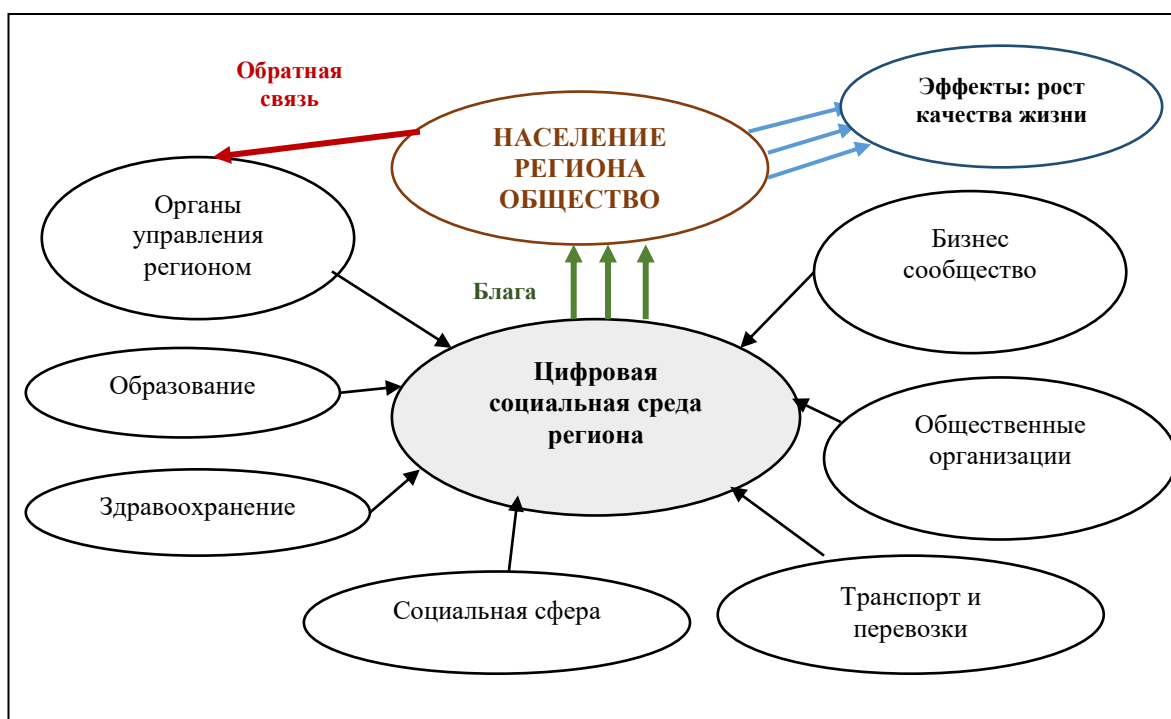 Обратная
связь
Эффекты: рост
качества жизни
НАСЕЛЕНИЕ
РЕГИОНА
ОБЩЕСТВО
Органы
управления
регионом
Бизнес
сообщество
Блага
Образование
Цифровая
социальная среда
региона
Общественные
организации
Здравоохранение
Социальная сфера
Транспорт и
перевозки